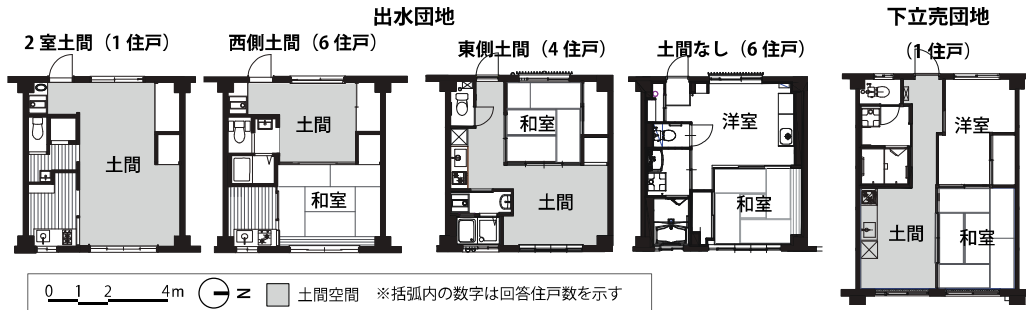 出水団地
下立売団地
2室土間（1住戸）
西側土間（6住戸）
東側土間（4住戸）
土間なし（6住戸）
（1住戸）
土間
土間
和室
和室
土間
洋室
和室
洋室
土間
和室
0 1 2 4m
N
土間空間 ※括弧内の数字は回答住戸数を示す